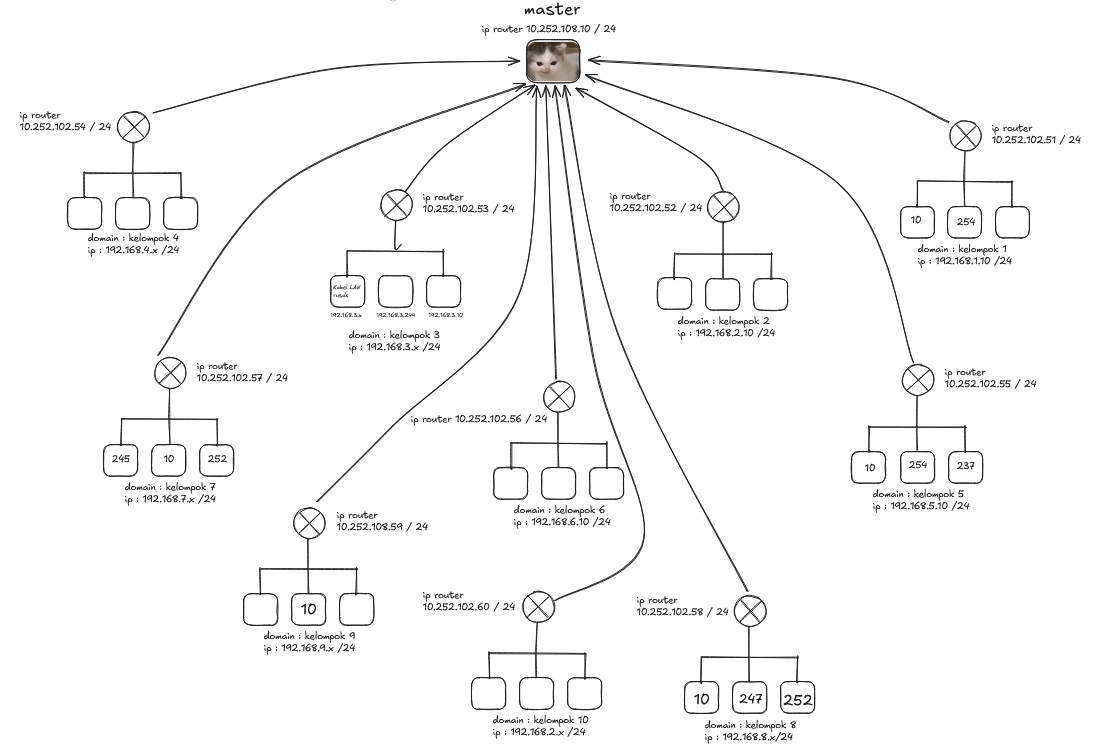 master
ip router 10.252.108.10 / 24
ip router
10.252.102.54 / 24
domain : kelompok 4
ip : 192.168.4.x /24
ip router
10.252.102.53 / 24
Kabel LAN
rusak
192.168.3.x
192.168.3.244
192.168.3.10
domain : kelompok 3
ip : 192.168.3.x /24
ip router
10.252.102.52 / 24
domain : kelompok 2
ip : 192.168.2.10 /24
ip router
10.252.102.51 / 24
10
254
domain : kelompok 1
ip : 192.168.1.10 /24
ip router
10.252.102.57 / 24
245
10
252
domain : kelompok 7
ip : 192.168.7.x /24
ip router 10.252.102.56 / 24
domain : kelompok 6
ip : 192.168.6.10 /24
ip router
10.252.102.55 / 24
10
254
237
domain : kelompok 5
ip : 192.168.5.10 /24
ip router
10.252.108.59 / 24
10
domain : kelompok 9
ip : 192.168.9.x /24
ip router
10.252.102.60 / 24
domain : kelompok 10
ip : 192.168.2.x /24
ip router
10.252.102.58 / 24
10
247
252
domain : kelompok 8
ip : 192.168.8.x/24